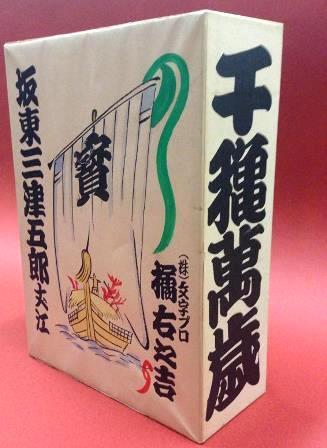 千穐萬歳
寳
(株)文字プロ
橘右之吉
坂東三津五郎丈江